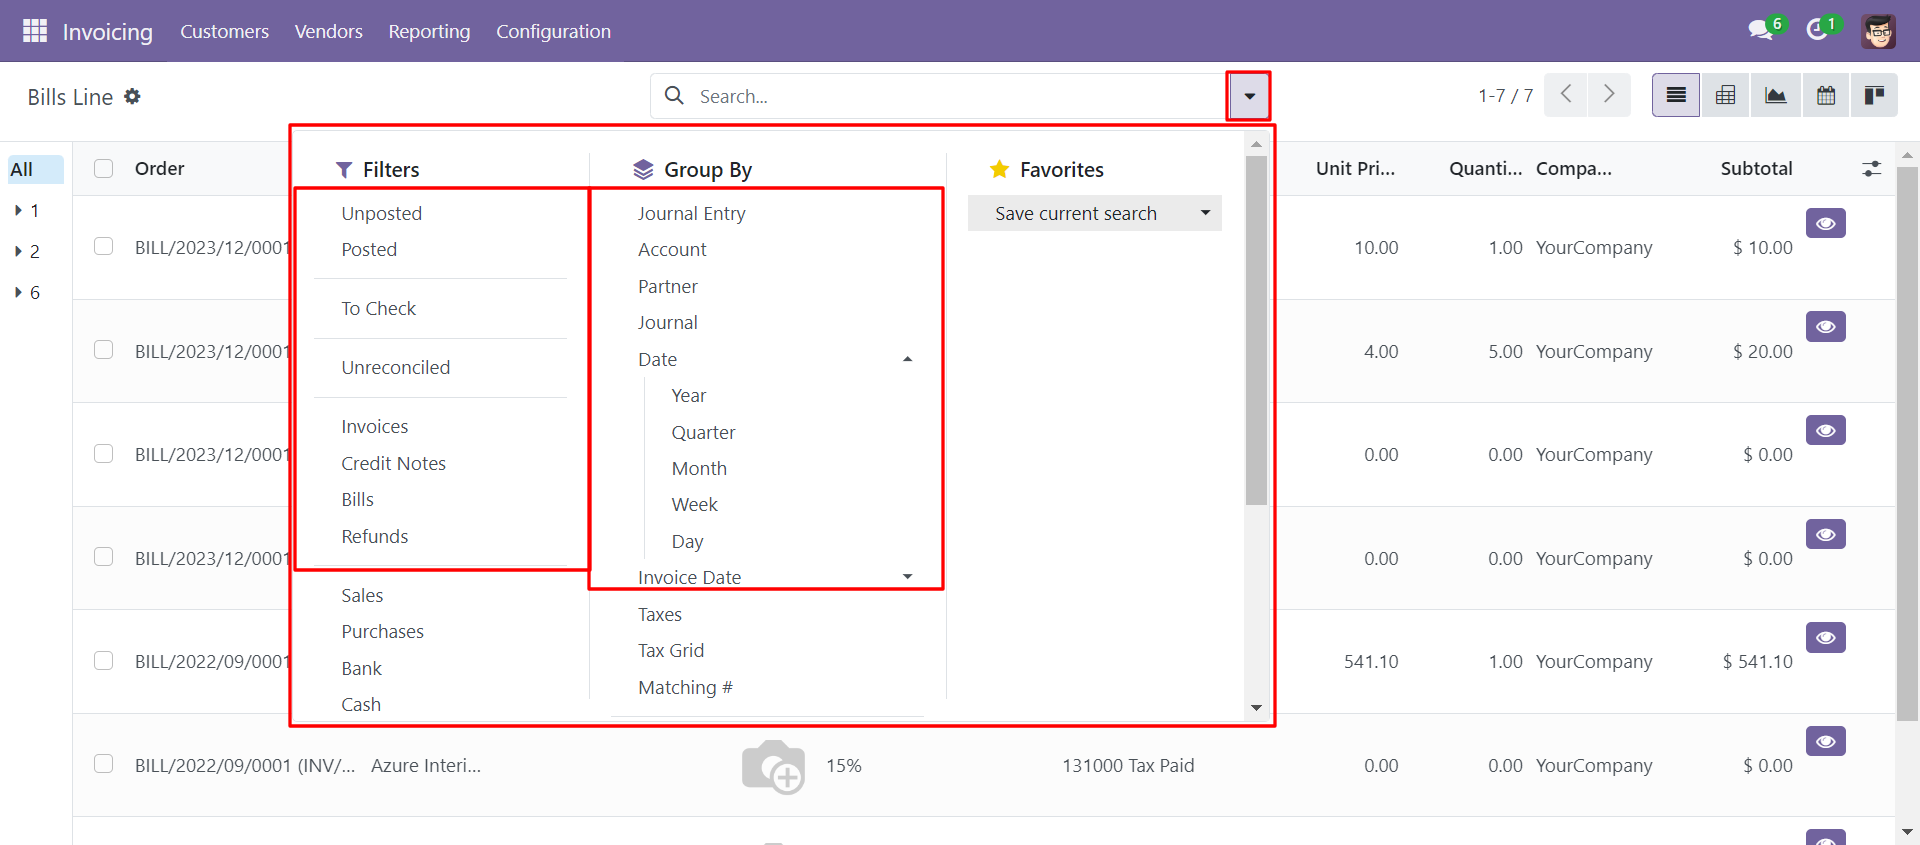 Invoicing Customers Vendors Reporting Configuration 6 1
Bills Line Search... 1-7 / 7
All
1
2
6
Order Unit Pri... Quanti... Compa... Subtotal
Filters
Unposted
Posted
To Check
Unreconciled
Invoices
Credit Notes
Bills
Refunds
Sales
Purchases
Bank
Cash
Group By
Journal Entry
Account
Partner
Journal
Date
Year
Quarter
Month
Week
Day
Invoice Date
Taxes
Tax Grid
Matching #
Favorites
Save current search
BILL/2023/12/0001 10.00 1.00 YourCompany $ 10.00
BILL/2023/12/0001 4.00 5.00 YourCompany $ 20.00
BILL/2023/12/0001 0.00 0.00 YourCompany $ 0.00
BILL/2023/12/0001 0.00 0.00 YourCompany $ 0.00
BILL/2022/09/0001 541.10 1.00 YourCompany $ 541.10
BILL/2022/09/0001 (INV/... Azure Interi... 15% 131000 Tax Paid 0.00 0.00 YourCompany $ 0.00